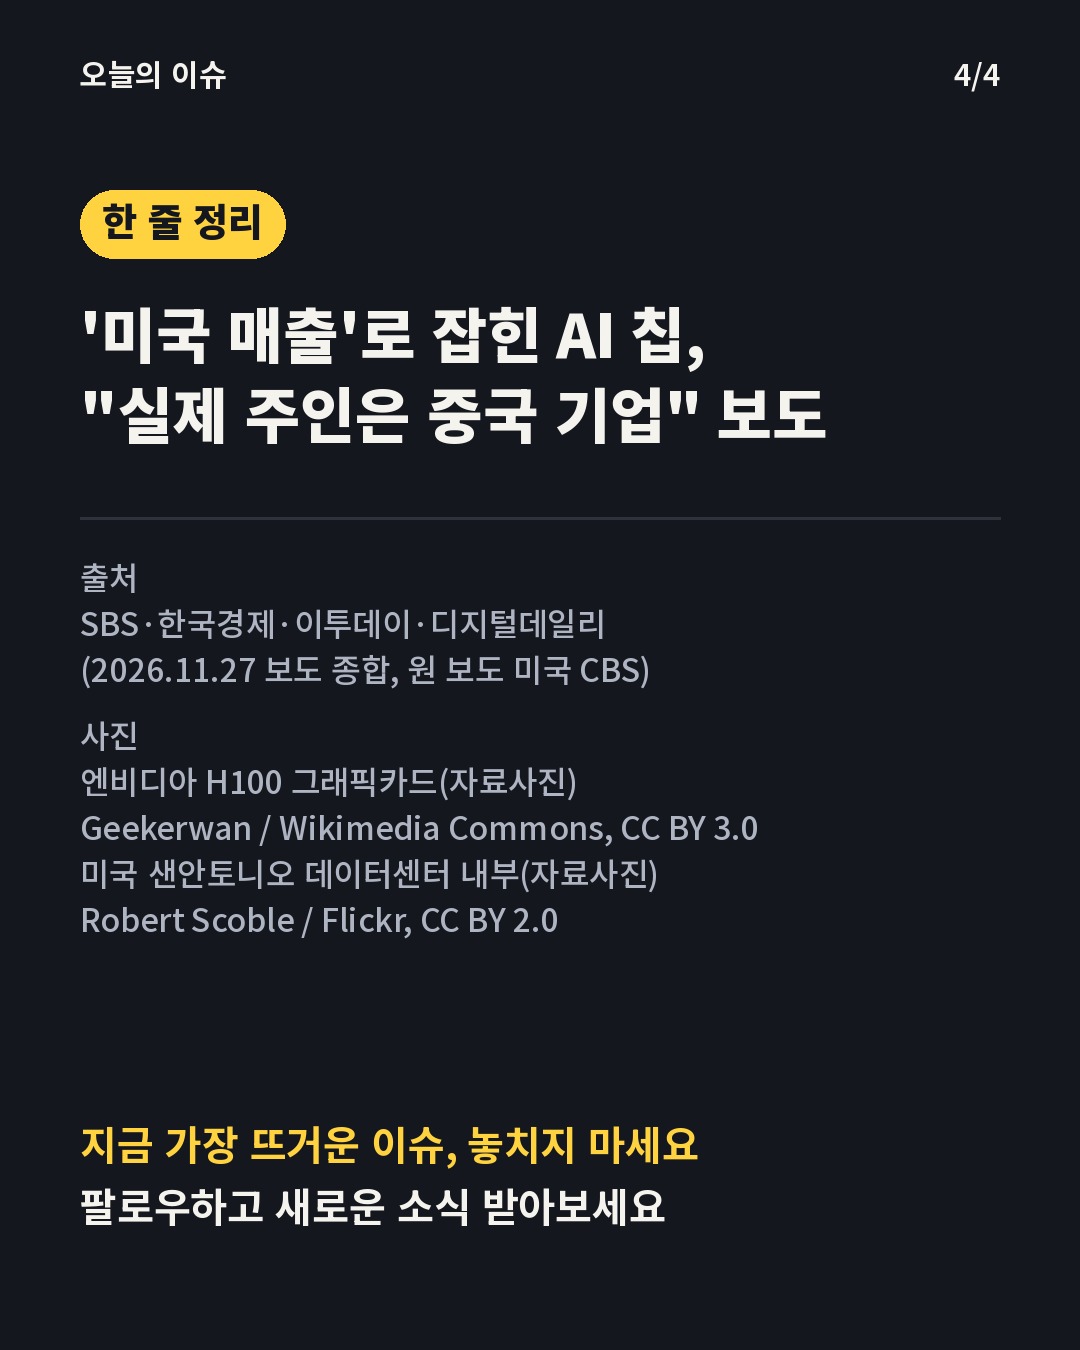 오늘의 이슈
4/4
한 줄 정리
'미국 매출'로 잡힌 AI 칩,
"실제 주인은 중국 기업" 보도
출처
SBS·한국경제·이투데이·디지털데일리
(2026.11.27 보도 종합, 원 보도 미국 CBS)
사진
엔비디아 H100 그래픽카드(자료사진)
Geekerwan / Wikimedia Commons, CC BY 3.0
미국 샌안토니오 데이터센터 내부(자료사진)
Robert Scoble / Flickr, CC BY 2.0
지금 가장 뜨거운 이슈, 놓치지 마세요
팔로우하고 새로운 소식 받아보세요